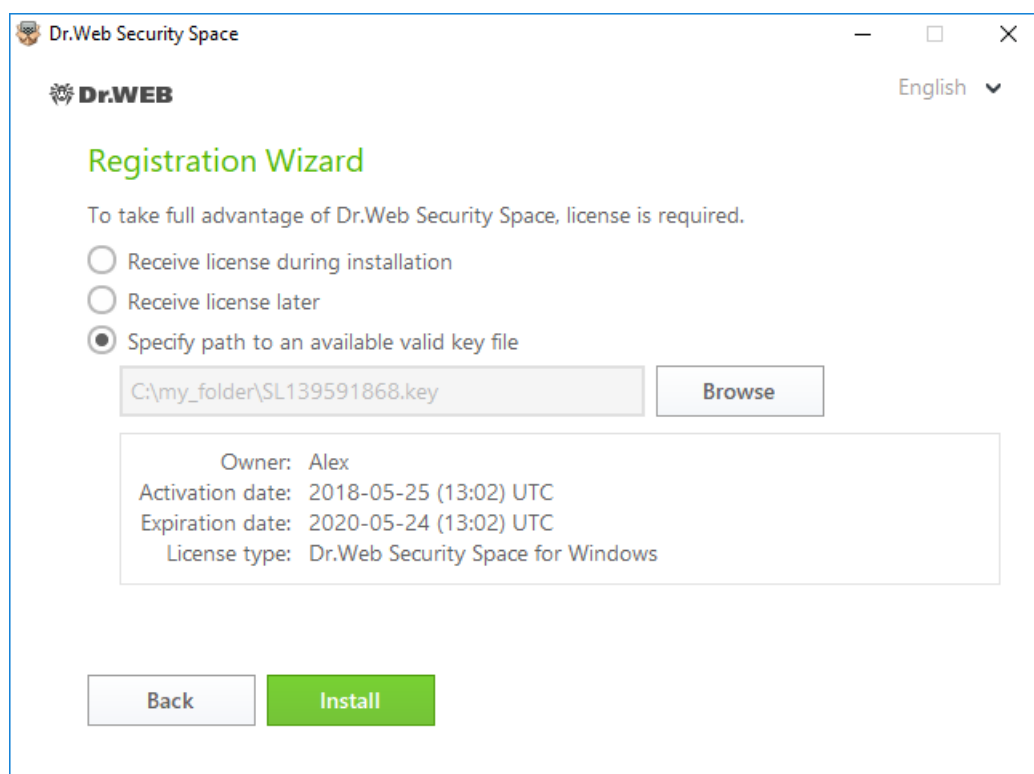 Dr.Web Security Space
Dr.WEB
English
Registration Wizard
To take full advantage of Dr.Web Security Space, license is required.
Receive license during installation
Receive license later
Specify path to an available valid key file
C:\my_folder\SL139591868.key
Browse
Owner: Alex
Activation date: 2018-05-25 (13:02) UTC
Expiration date: 2020-05-24 (13:02) UTC
License type: Dr.Web Security Space for Windows
Back
Install